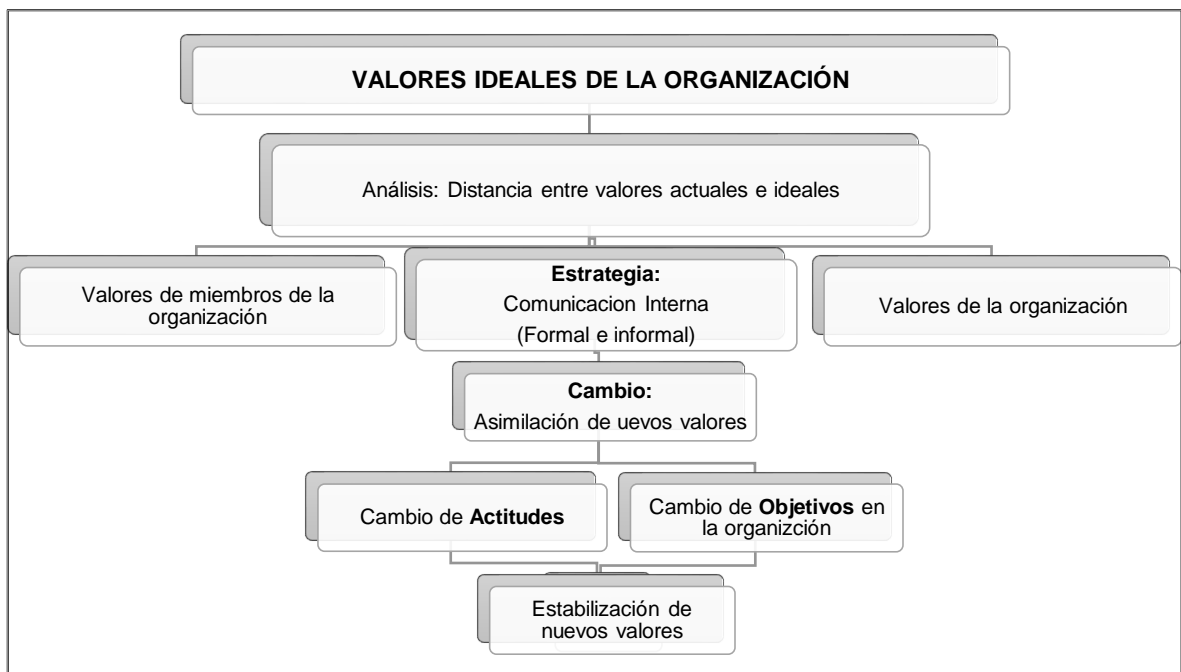 VALORES IDEALES DE LA ORGANIZACIÓN
Análisis: Distancia entre valores actuales e ideales
Valores de miembros de la
organización
Estrategia:
Comunicacion Interna
(Formal e informal)
Valores de la organización
Cambio:
Asimilación de uevos valores
Cambio de Actitudes
Cambio de Objetivos en
la organizción
Estabilización de
nuevos valores